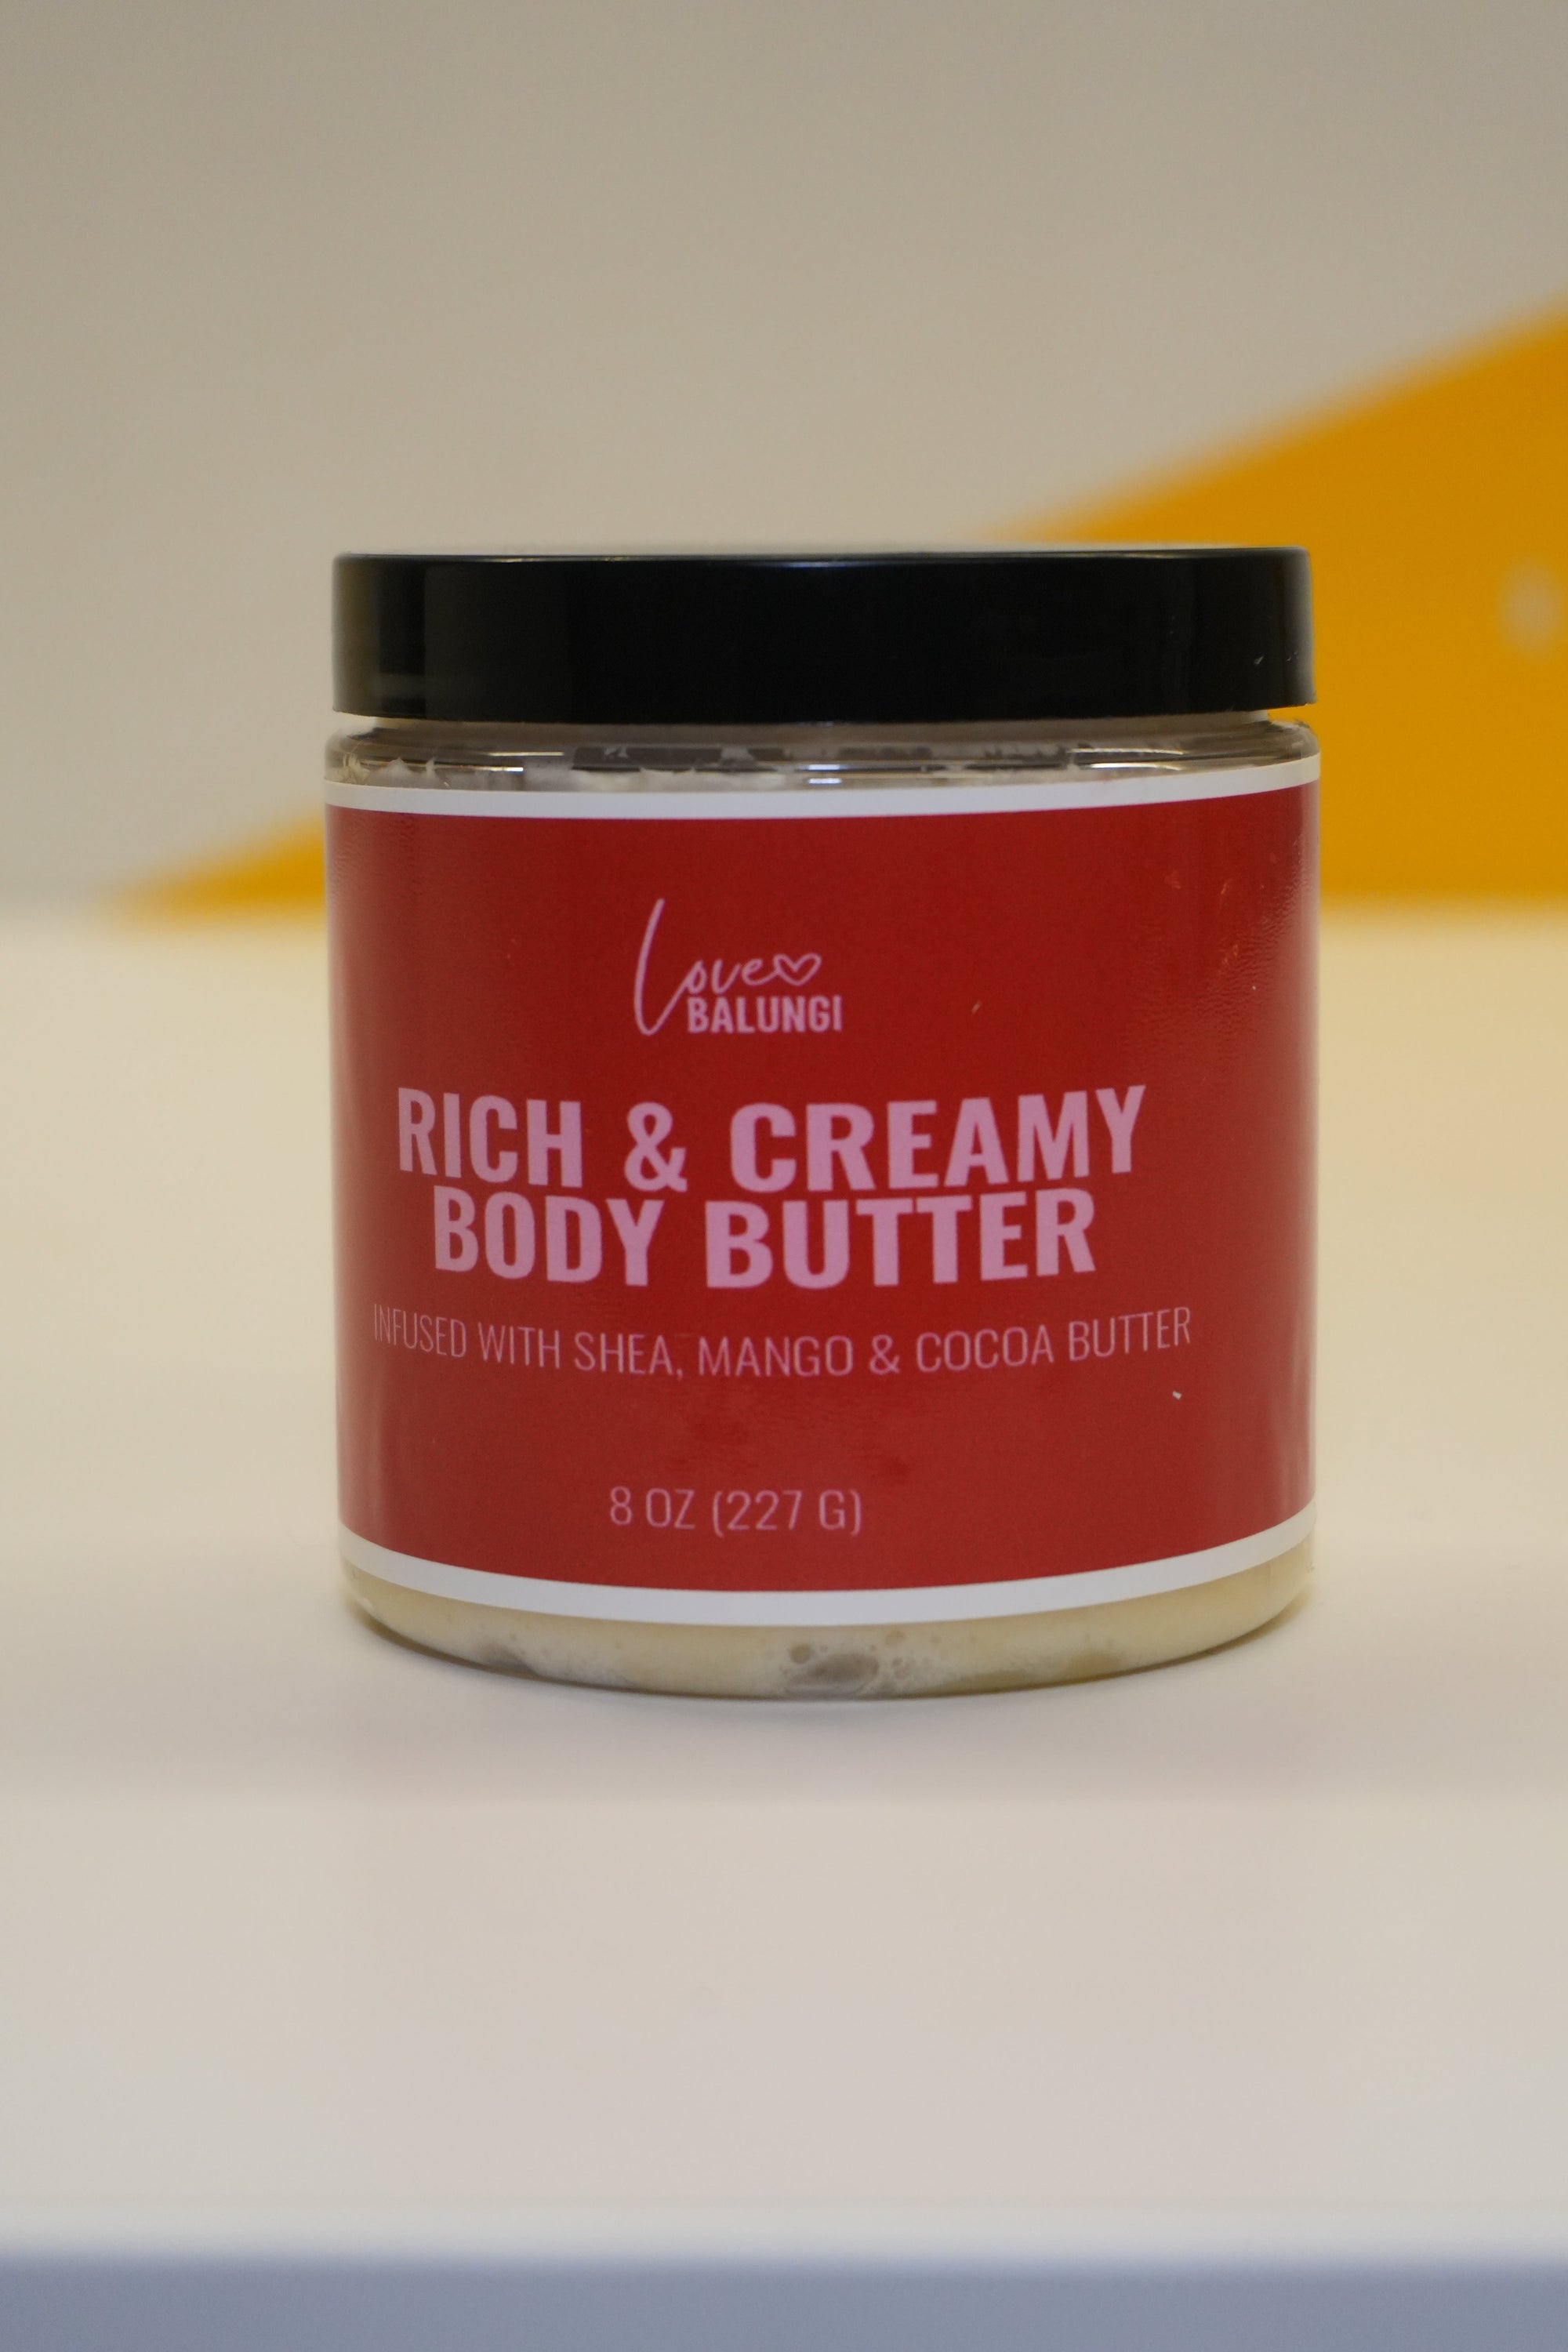 Love
BALUNGI
RICH & CREAMY
BODY BUTTER
INFUSED WITH SHEA, MANGO & COCOA BUTTER
8 OZ (227 G)